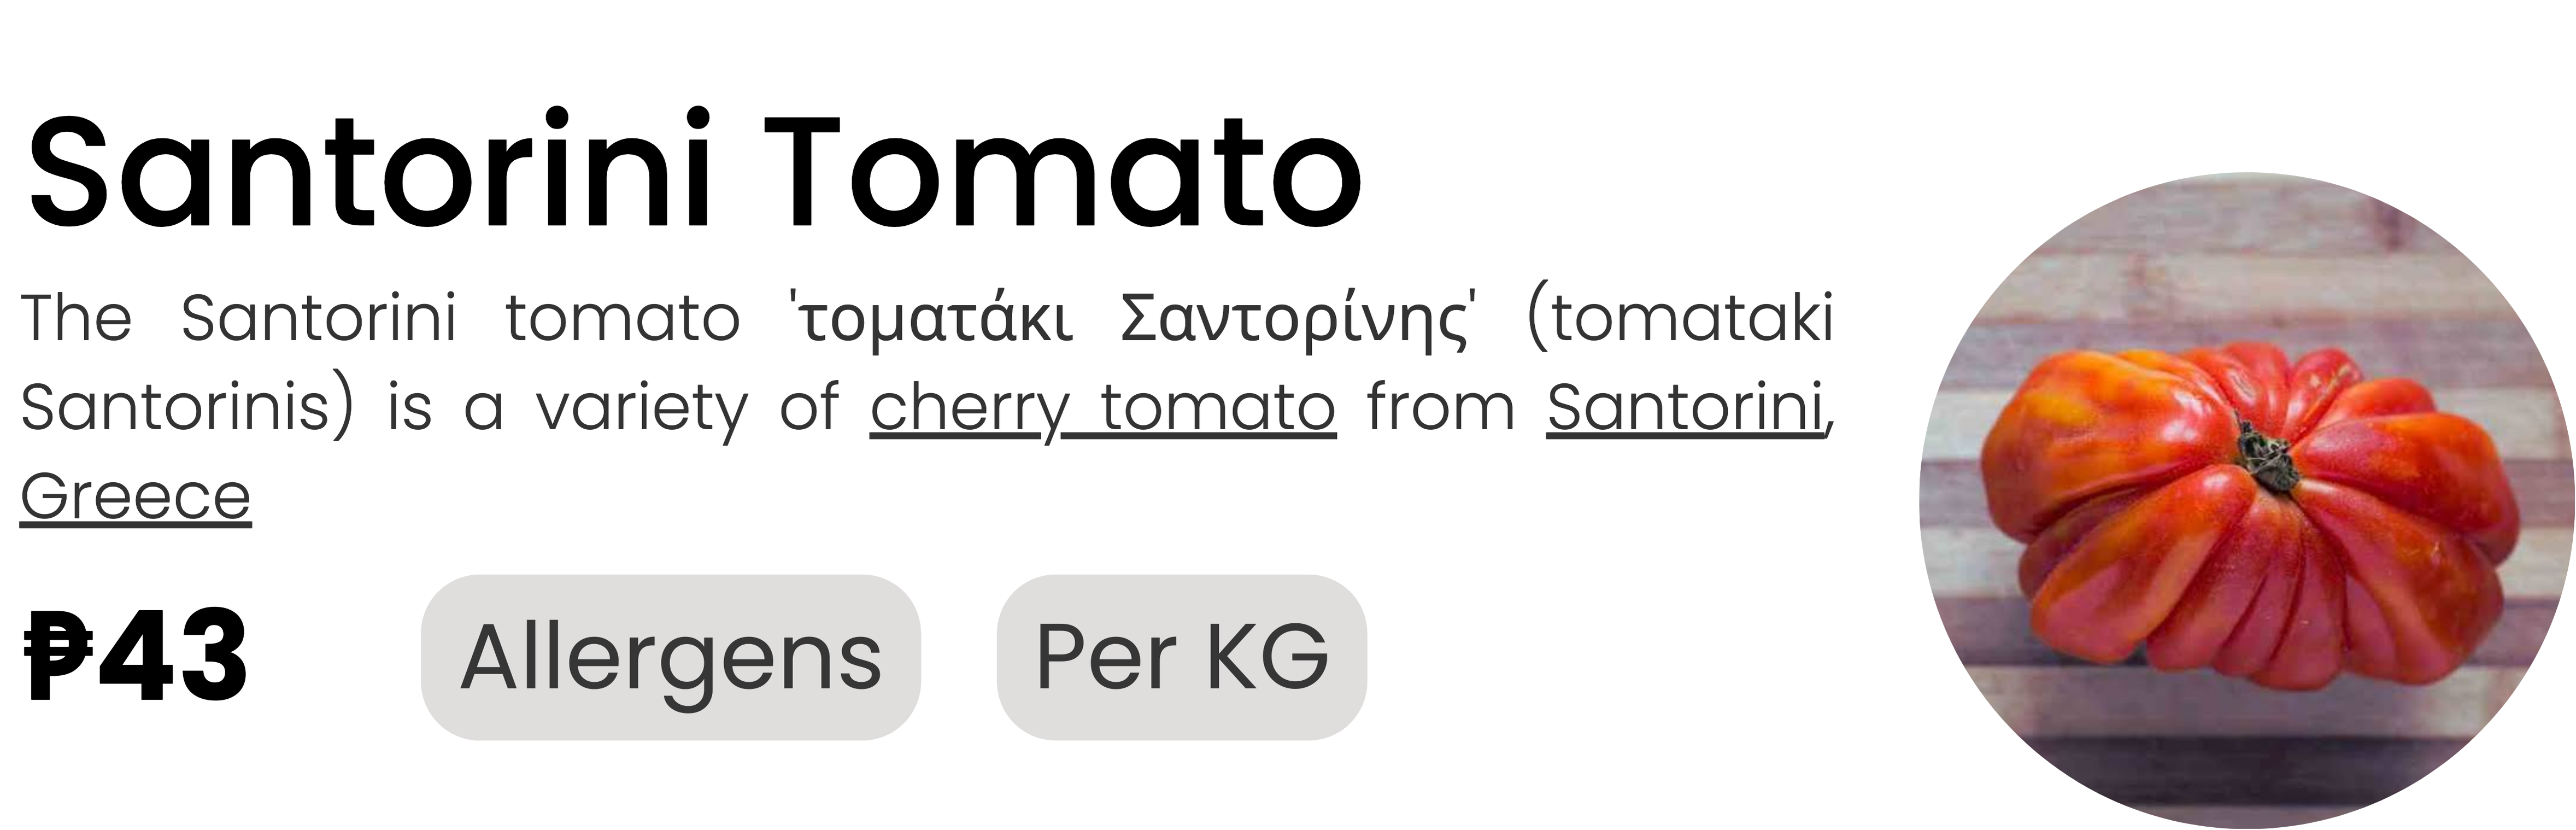 Santorini Tomato
The Santorini tomato 'τοματάκι Σαντορίνης' (tomataki
Santorinis) is a variety of cherry tomato from Santorini,
Greece
₱43
Allergens
Per KG